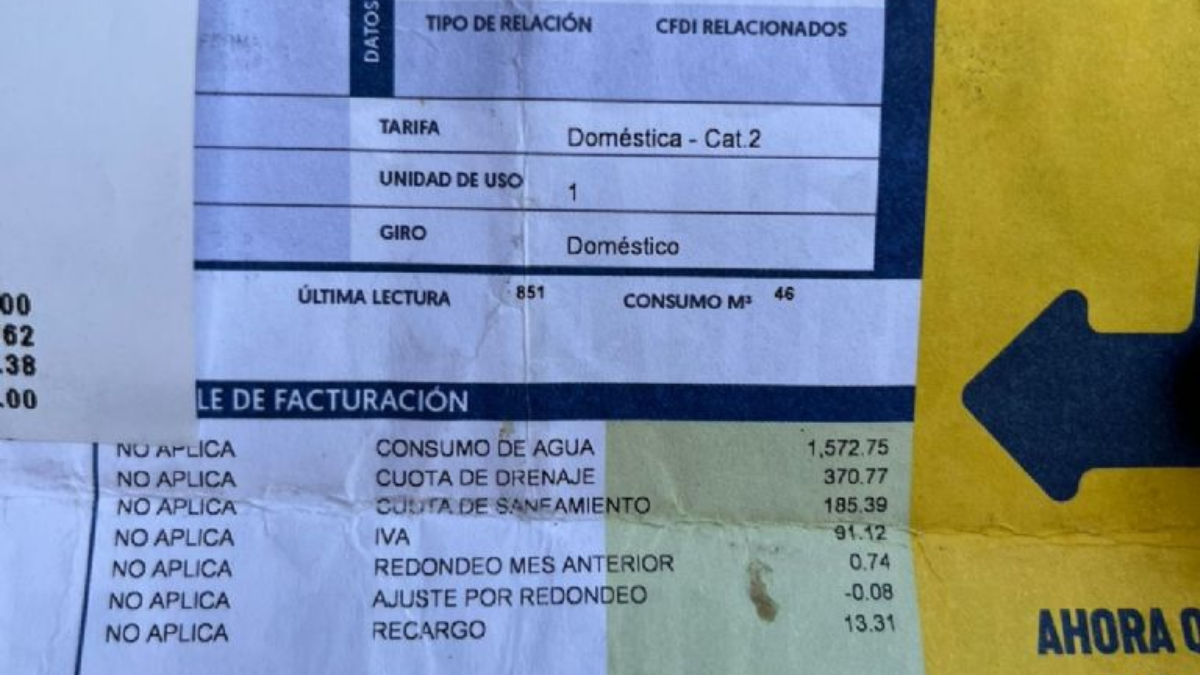 DATOS
TIPO DE RELACIÓN CFDI RELACIONADOS
TARIFA Doméstica - Cat.2
UNIDAD DE USO 1
GIRO Doméstico
ÚLTIMA LECTURA 851 CONSUMO M³ 46
00
62
.38
.00
LE DE FACTURACIÓN
NO APLICA CONSUMO DE AGUA 1,572.75
NO APLICA CUOTA DE DRENAJE 370.77
NO APLICA CUOTA DE SANEAMIENTO 185.39
NO APLICA IVA 91.12
NO APLICA REDONDEO MES ANTERIOR 0.74
NO APLICA AJUSTE POR REDONDEO -0.08
NO APLICA RECARGO 13.31
AHORA